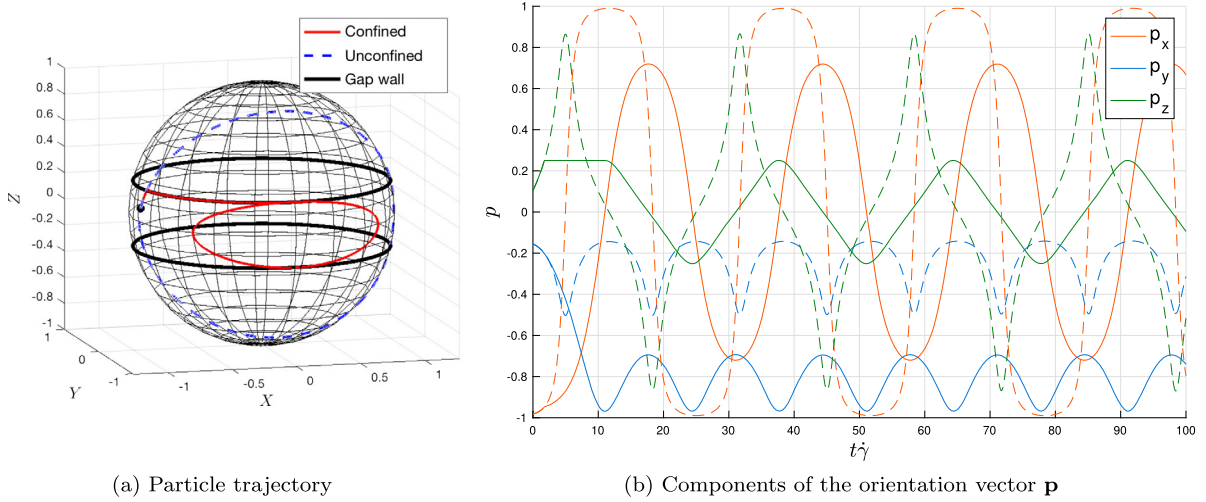 Confined
Unconfined
Gap wall
1
0.8
0.6
0.4
0.2
0
-0.2
-0.4
-0.6
-0.8
-1
Z
1
0
-1
Y
-1
-0.5
0
0.5
1
X
(a) Particle trajectory
1
0.8
0.6
0.4
0.2
0
-0.2
-0.4
-0.6
-0.8
-1
p
p_x
p_y
p_z
0 10 20 30 40 50 60 70 80 90 100
tγ̇
(b) Components of the orientation vector p